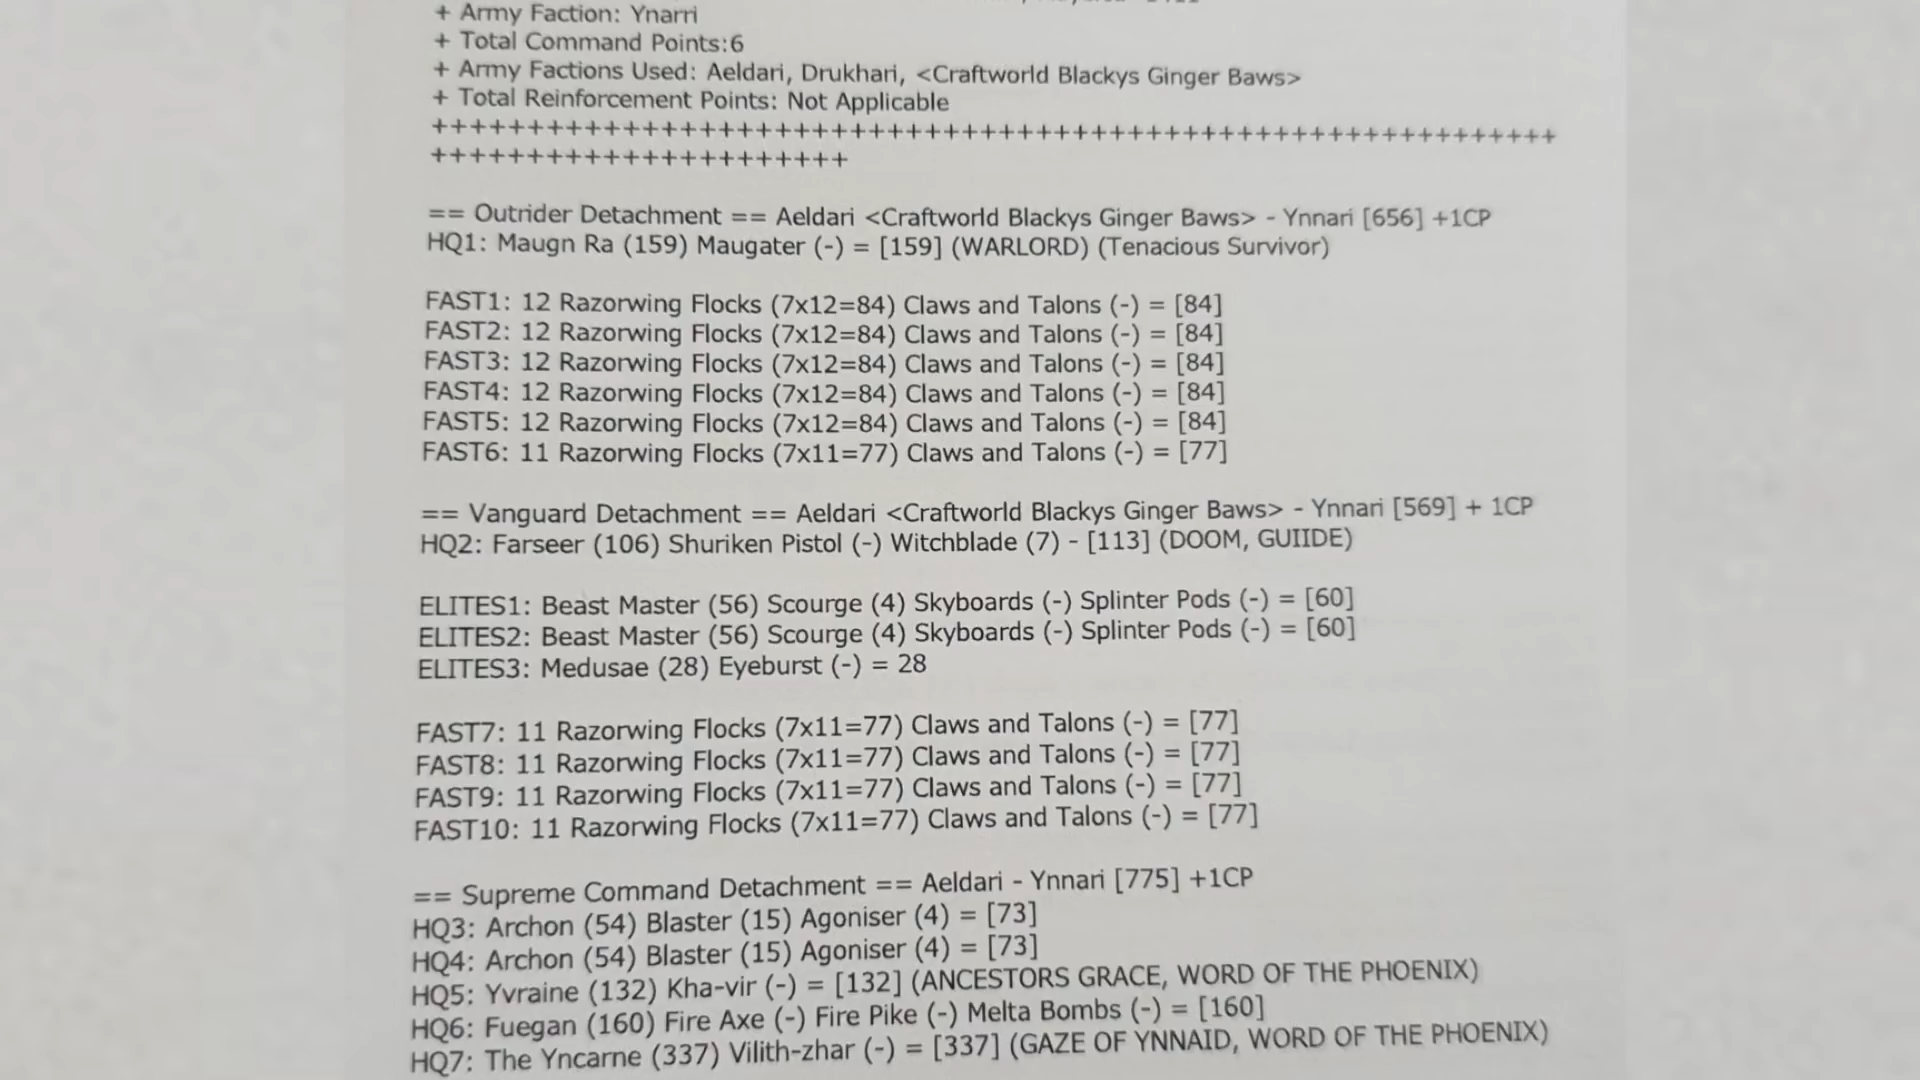 + Army Faction: Ynarri
+ Total Command Points:6
+ Army Factions Used: Aeldari, Drukhari, <Craftworld Blackys Ginger Baws>
+ Total Reinforcement Points: Not Applicable
++++++++++++++++++++++++++++++++++++++++++++++++++++++++++++
++++++++++++++++++++++
== Outrider Detachment == Aeldari <Craftworld Blackys Ginger Baws> - Ynnari [656] +1CP
HQ1: Maugn Ra (159) Maugater (-) = [159] (WARLORD) (Tenacious Survivor)
FAST1: 12 Razorwing Flocks (7x12=84) Claws and Talons (-) = [84]
FAST2: 12 Razorwing Flocks (7x12=84) Claws and Talons (-) = [84]
FAST3: 12 Razorwing Flocks (7x12=84) Claws and Talons (-) = [84]
FAST4: 12 Razorwing Flocks (7x12=84) Claws and Talons (-) = [84]
FAST5: 12 Razorwing Flocks (7x12=84) Claws and Talons (-) = [84]
FAST6: 11 Razorwing Flocks (7x11=77) Claws and Talons (-) = [77]
== Vanguard Detachment == Aeldari <Craftworld Blackys Ginger Baws> - Ynnari [569] + 1CP
HQ2: Farseer (106) Shuriken Pistol (-) Witchblade (7) - [113] (DOOM, GUIIDE)
ELITES1: Beast Master (56) Scourge (4) Skyboards (-) Splinter Pods (-) = [60]
ELITES2: Beast Master (56) Scourge (4) Skyboards (-) Splinter Pods (-) = [60]
ELITES3: Medusae (28) Eyeburst (-) = 28
FAST7: 11 Razorwing Flocks (7x11=77) Claws and Talons (-) = [77]
FAST8: 11 Razorwing Flocks (7x11=77) Claws and Talons (-) = [77]
FAST9: 11 Razorwing Flocks (7x11=77) Claws and Talons (-) = [77]
FAST10: 11 Razorwing Flocks (7x11=77) Claws and Talons (-) = [77]
== Supreme Command Detachment == Aeldari - Ynnari [775] +1CP
HQ3: Archon (54) Blaster (15) Agoniser (4) = [73]
HQ4: Archon (54) Blaster (15) Agoniser (4) = [73]
HQ5: Yvraine (132) Kha-vir (-) = [132] (ANCESTORS GRACE, WORD OF THE PHOENIX)
HQ6: Fuegan (160) Fire Axe (-) Fire Pike (-) Melta Bombs (-) = [160]
HQ7: The Yncarne (337) Vilith-zhar (-) = [337] (GAZE OF YNNAID, WORD OF THE PHOENIX)